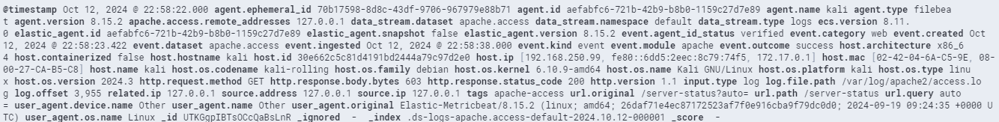 @timestamp Oct 12, 2024 @ 22:58:22.000 agent.ephemeral_id 70b17598-8d8c-43df-9706-967979e88b71 agent.id aefabfc6-721b-42b9-b8b0-1159c27d7e89 agent.name kali agent.type filebea
t agent.version 8.15.2 apache.access.remote_addresses 127.0.0.1 data_stream.dataset apache.access data_stream.namespace default data_stream.type logs ecs.version 8.11.
0 elastic_agent.id aefabfc6-721b-42b9-b8b0-1159c27d7e89 elastic_agent.snapshot false elastic_agent.version 8.15.2 event.agent_id_status verified event.category web event.created Oct
12, 2024 @ 22:58:23.422 event.dataset apache.access event.ingested Oct 12, 2024 @ 22:58:38.000 event.kind event event.module apache event.outcome success host.architecture x86_6
4 host.containerized false host.hostname kali host.id 30e662c5c81d4191bd2444a79c97d2e0 host.ip [192.168.250.99, fe80::6dd5:2eec:8c79:74f5, 172.17.0.1] host.mac [02-42-04-6A-C5-9E, 08-
00-27-CA-B5-C8] host.name kali host.os.codename kali-rolling host.os.family debian host.os.kernel 6.10.9-amd64 host.os.name Kali GNU/Linux host.os.platform kali host.os.type linu
x host.os.version 2024.3 http.request.method GET http.response.body.bytes 603 http.response.status_code 200 http.version 1.1 input.type log log.file.path /var/log/apache2/access.lo
g log.offset 3,955 related.ip 127.0.0.1 source.address 127.0.0.1 source.ip 127.0.0.1 tags apache-access url.original /server-status?auto= url.path /server-status url.query auto
= user_agent.device.name Other user_agent.name Other user_agent.original Elastic-Metricbeat/8.15.2 (linux; amd64; 26daf71e4ec87172523af7f0e916cba9f79dc0d0; 2024-09-19 09:24:35 +0000 U
TC) user_agent.os.name Linux _id UTKGgpIBTsOCcQaBsLnR _ignored - _index .ds-logs-apache.access-default-2024.10.12-000001 _score -